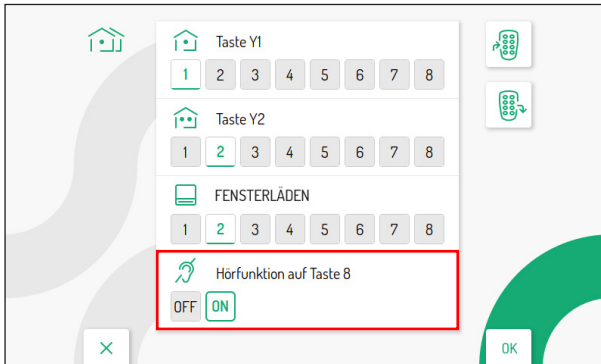 Taste Y1
1 2 3 4 5 6 7 8
Taste Y2
1 2 3 4 5 6 7 8
FENSTERLÄDEN
1 2 3 4 5 6 7 8
Hörfunktion auf Taste 8
OFF ON
OK